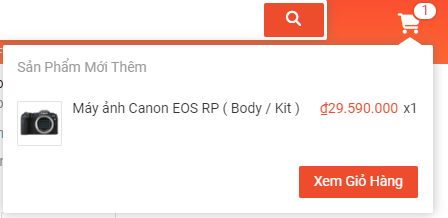 1
Sản Phẩm Mới Thêm
Máy ảnh Canon EOS RP ( Body / Kit ) ₫29.590.000 x1
Xem Giỏ Hàng